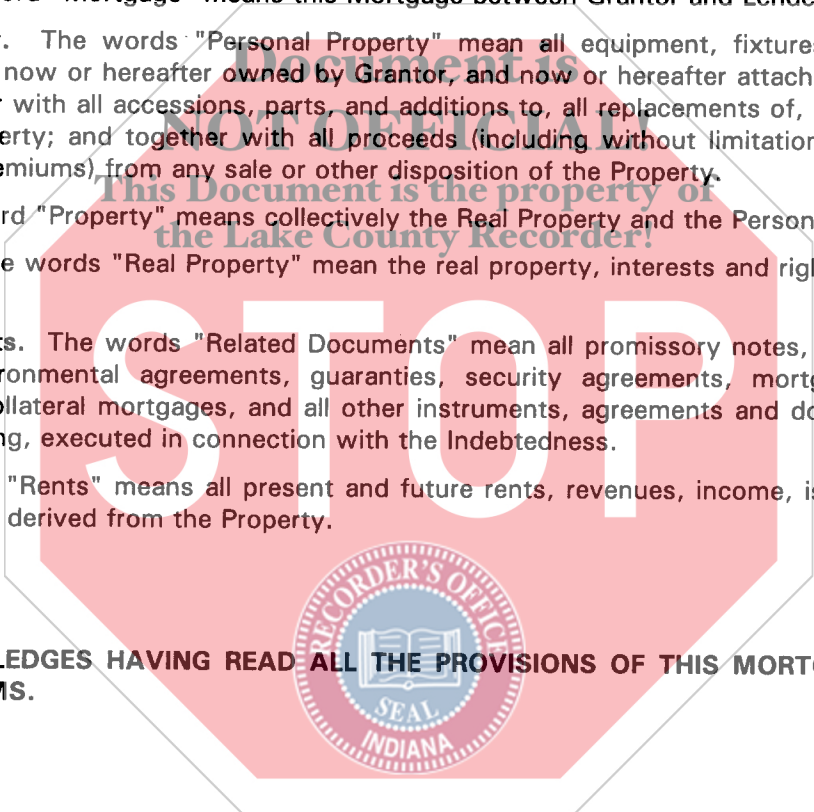 ord "Mortgage" means this Mortgage between Grantor and Lende
. The words "Personal Property" mean all equipment, fixtures
now or hereafter owned by Grantor, and now or hereafter attach
with all accessions, parts, and additions to, all replacements of,
erty; and together with all proceeds (including without limitation
emiums) from any sale or other disposition of the Property.
rd "Property" means collectively the Real Property and the Person
e words "Real Property" mean the real property, interests and righ
ts. The words "Related Documents" mean all promissory notes,
ronmental agreements, guaranties, security agreements, mortg
ollateral mortgages, and all other instruments, agreements and do
ng, executed in connection with the Indebtedness.
"Rents" means all present and future rents, revenues, income, is
derived from the Property.
LEDGES HAVING READ ALL THE PROVISIONS OF THIS MORTG
MS.
Document is
NOT OFFICIAL
This Document is the property of
the Lake County Recorder!
STOP
RECORDER'S OFFICE
SEAL
INDIANA